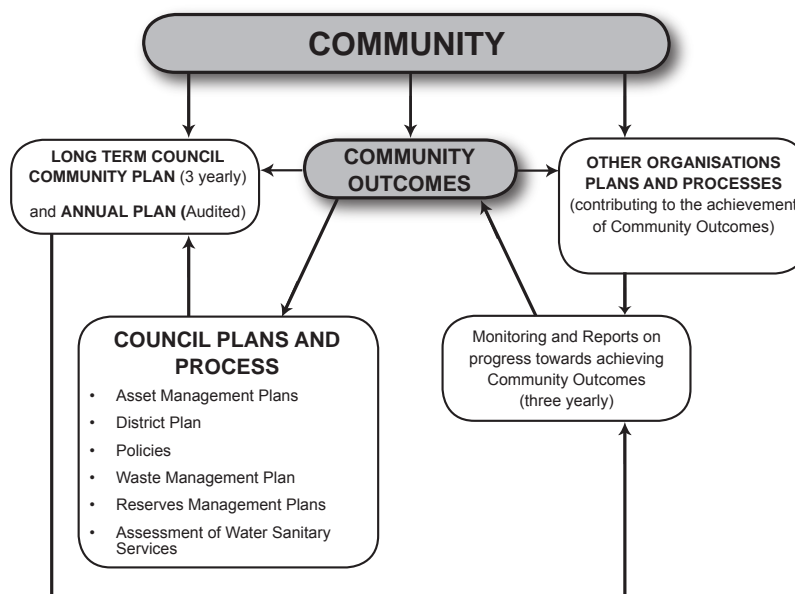 COMMUNITY
LONG TERM COUNCIL
COMMUNITY PLAN (3 yearly)
and ANNUAL PLAN (Audited)
COMMUNITY
OUTCOMES
OTHER ORGANISATIONS
PLANS AND PROCESSES
(contributing to the achievement
of Community Outcomes)
COUNCIL PLANS AND
PROCESS
• Asset Management Plans
• District Plan
• Policies
• Waste Management Plan
• Reserves Management Plans
• Assessment of Water Sanitary
Services
Monitoring and Reports on
progress towards achieving
Community Outcomes
(three yearly)